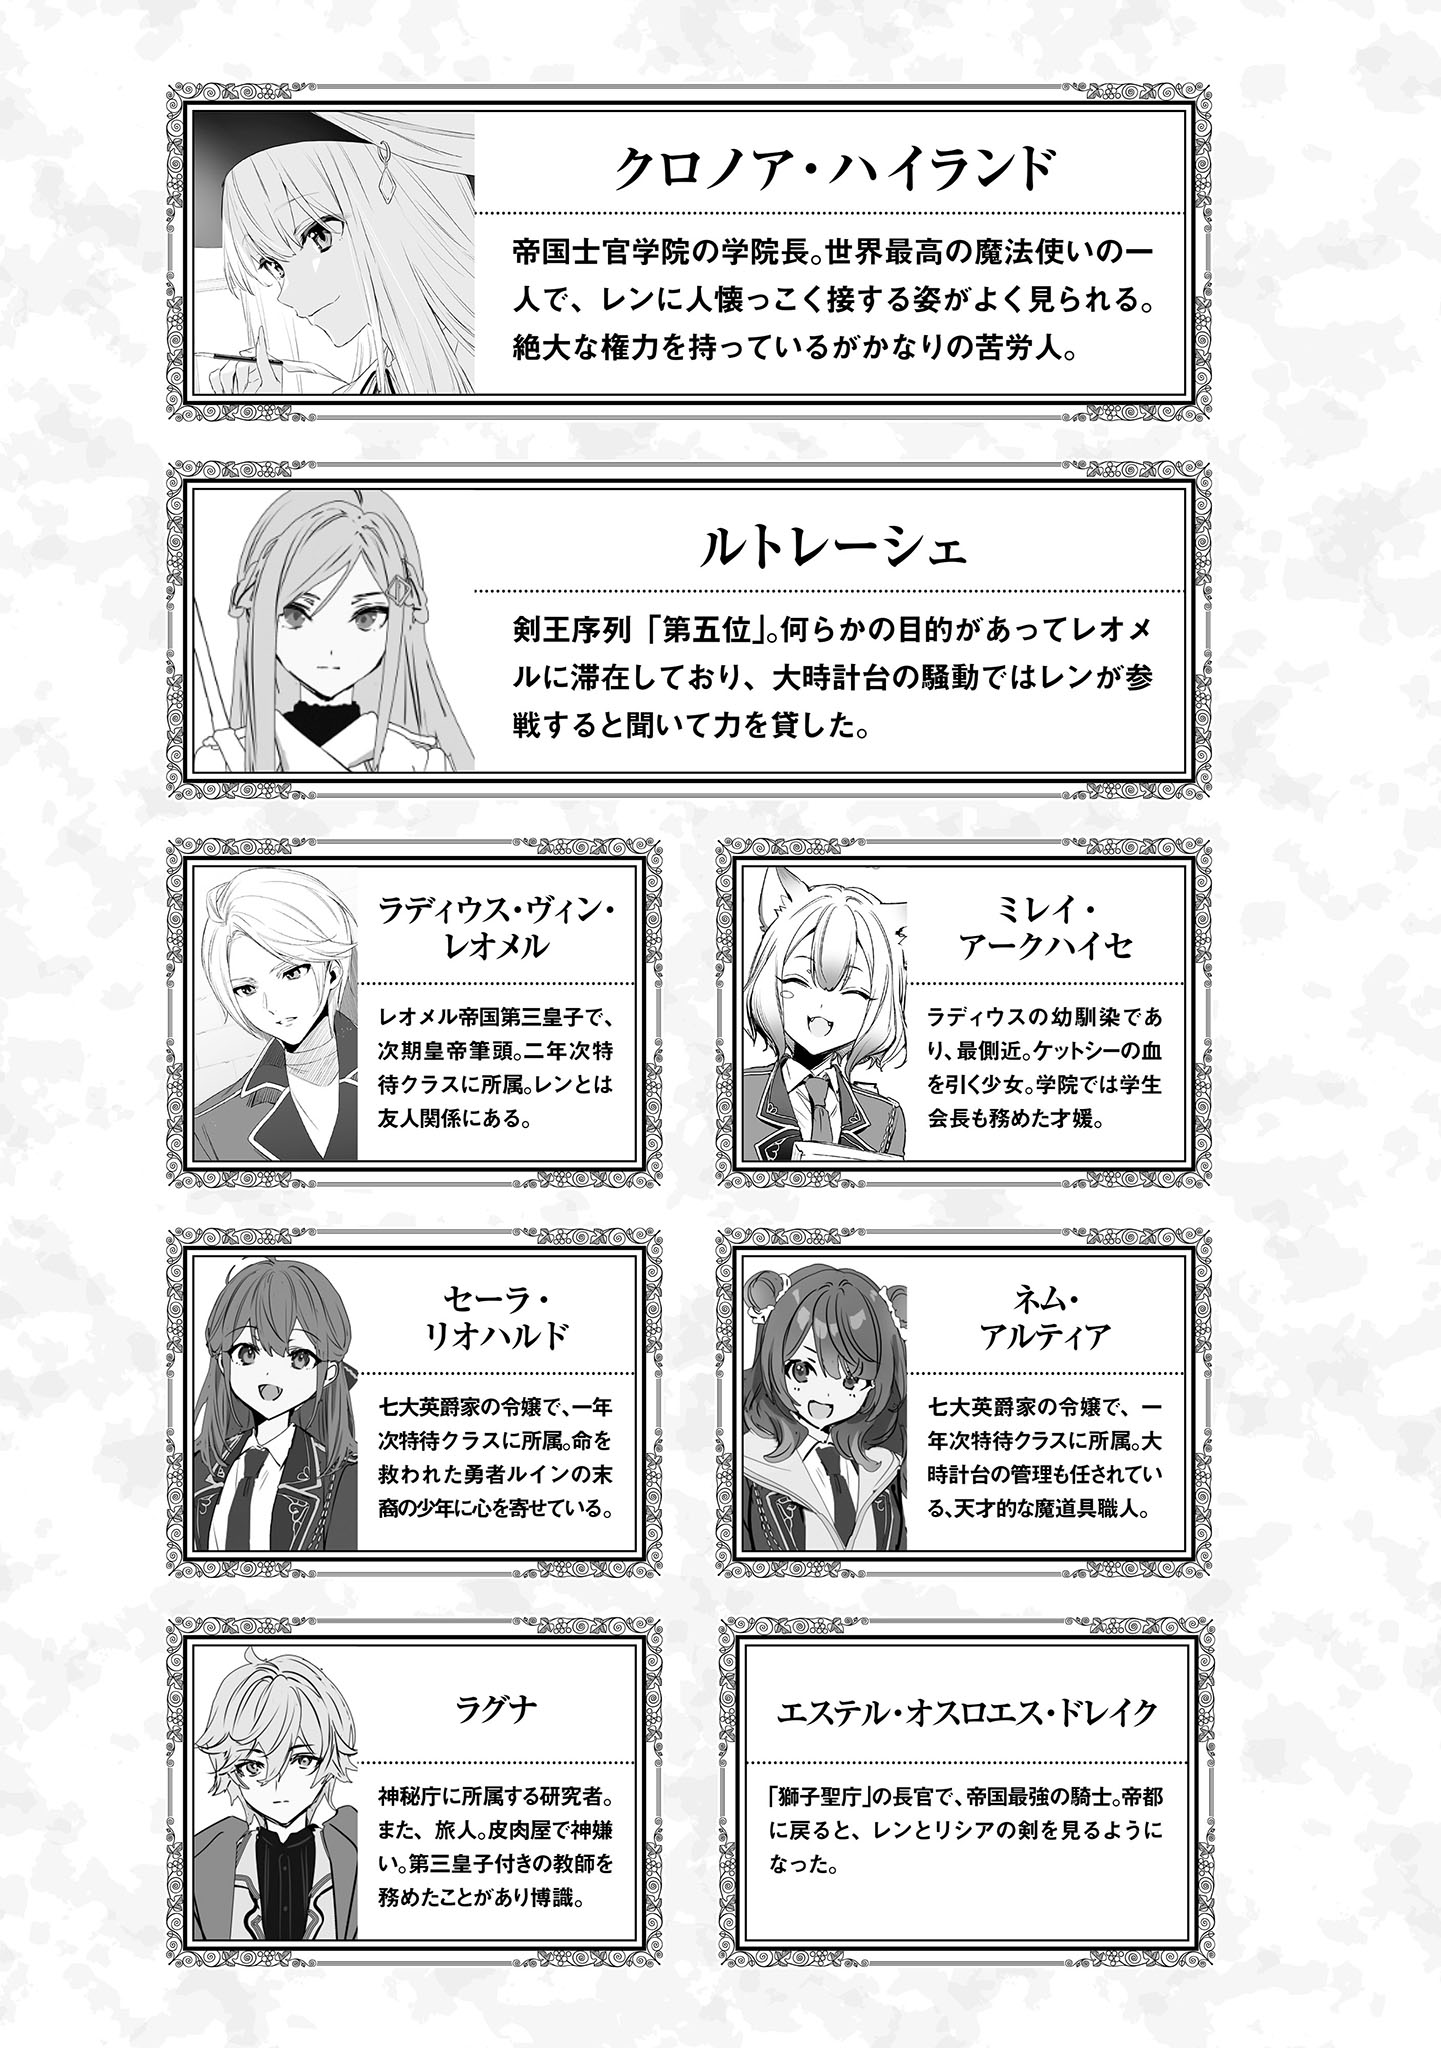 クロノア・ハイランド
帝国士官学院の学院長。世界最高の魔法使いの一
人で、レンに人懐っこく接する姿がよく見られる。
絶大な権力を持っているがかなりの苦労人。
ルトレーシェ
剣王序列「第五位」。何らかの目的があってレオメ
ルに滞在しており、大時計台の騒動ではレンが参
戦すると聞いて力を貸した。
ラディウス・ヴィン・
レオメル
レオメル帝国第三皇子で、
次期皇帝筆頭。二年次特
待クラスに所属。レンとは
友人関係にある。
ミレイ・
アークハイセ
ラディウスの幼馴染であ
り、最側近。ケットシーの血
を引く少女。学院では学生
会長も務めた才媛。
セーラ・
リオハルド
七大英爵家の令嬢で、一年
次特待クラスに所属。命を
救われた勇者ルインの末
裔の少年に心を寄せている。
ネム・
アルティア
七大英爵家の令嬢で、一
年次特待クラスに所属。大
時計台の管理も任されてい
る、天才的な魔道具職人。
ラグナ
神秘庁に所属する研究者。
また、旅人。皮肉屋で神嫌
い。第三皇子付きの教師を
務めたことがあり博識。
エステル・オスロエス・ドレイク
「獅子聖庁」の長官で、帝国最強の騎士。帝都
に戻ると、レンとリシアの剣を見るように
なった。